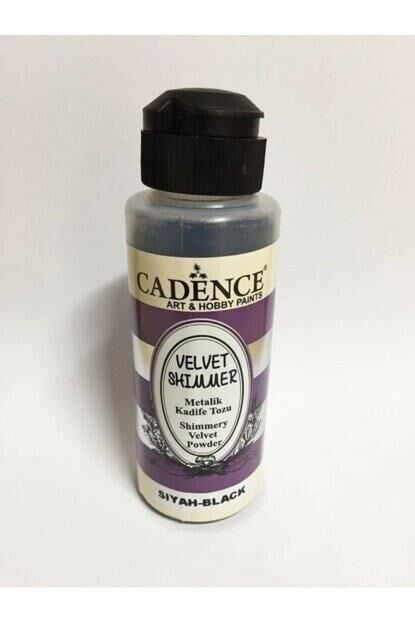 CADENCE®
ART & HOBBY PAINTS
VELVET
SHIMMER
Metalik
Kadife Tozu
Shimmery
Velvet
Powder
SIYAH-BLACK